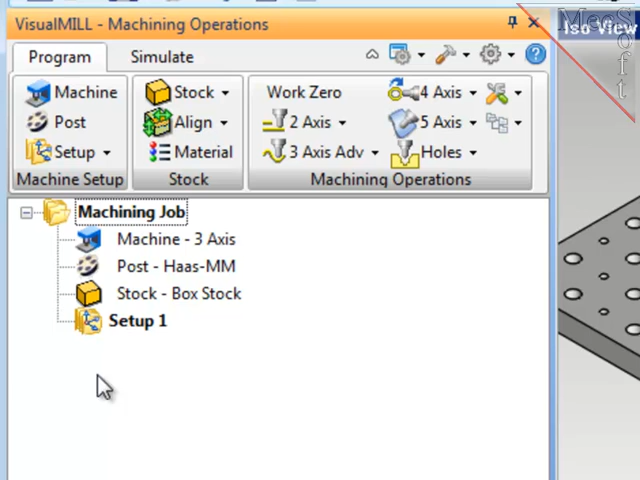 VisualMILL - Machining Operations
MecSoft
Iso View
Program
Simulate
Machine
Stock
Work Zero
4 Axis
Post
Align
2 Axis
5 Axis
Setup
Material
3 Axis Adv
Holes
Machine Setup
Stock
Machining Operations
Machining Job
Machine - 3 Axis
Post - Haas-MM
Stock - Box Stock
Setup 1